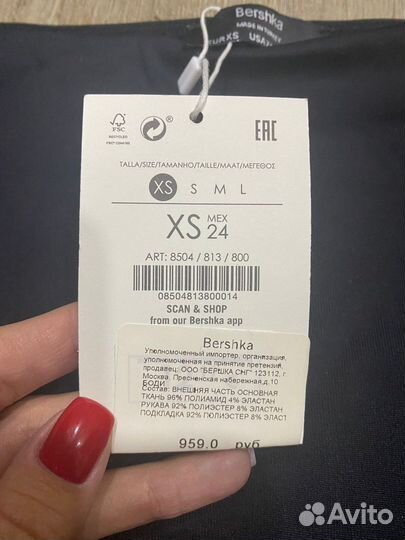 Bershka
MADE IN TURKEY
EUR XS USA
FSC
RECYCLED
EAC
TALLA/SIZE/TAMANHO/TAILLE/MAAT/ΜΕΓΕΘΟΣ
XS S M L
XS MEX 24
ART: 8504 / 813 / 800
08504813800014
SCAN & SHOP
from our Bershka app
Bershka
Уполномоченный импортер, организация,
уполномоченная на принятие претензий,
продавец: ООО "БЕРШКА СНГ" 123112, г.
Москва, Пресненская набережная,д.10
БОДИ
Состав: ВНЕШНЯЯ ЧАСТЬ ОСНОВНАЯ
ТКАНЬ 96% ПОЛИАМИД 4% ЭЛАСТАН
РУКАВА 92% ПОЛИЭСТЕР 8% ЭЛАСТАН
ПОДКЛАДКА 92% ПОЛИЭСТЕР 8% ЭЛАСТ
959.0 руб
Avito